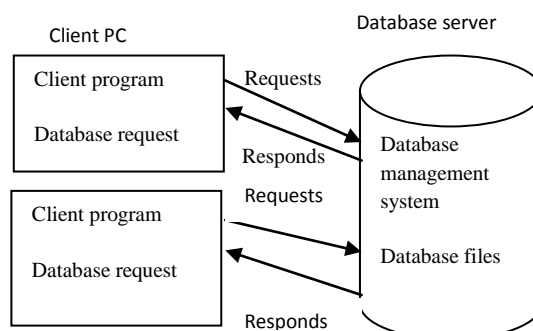 Client PC
Database server
Client program
Database request
Requests
Responds
Requests
Client program
Database request
Responds
Database
management
system
Database files